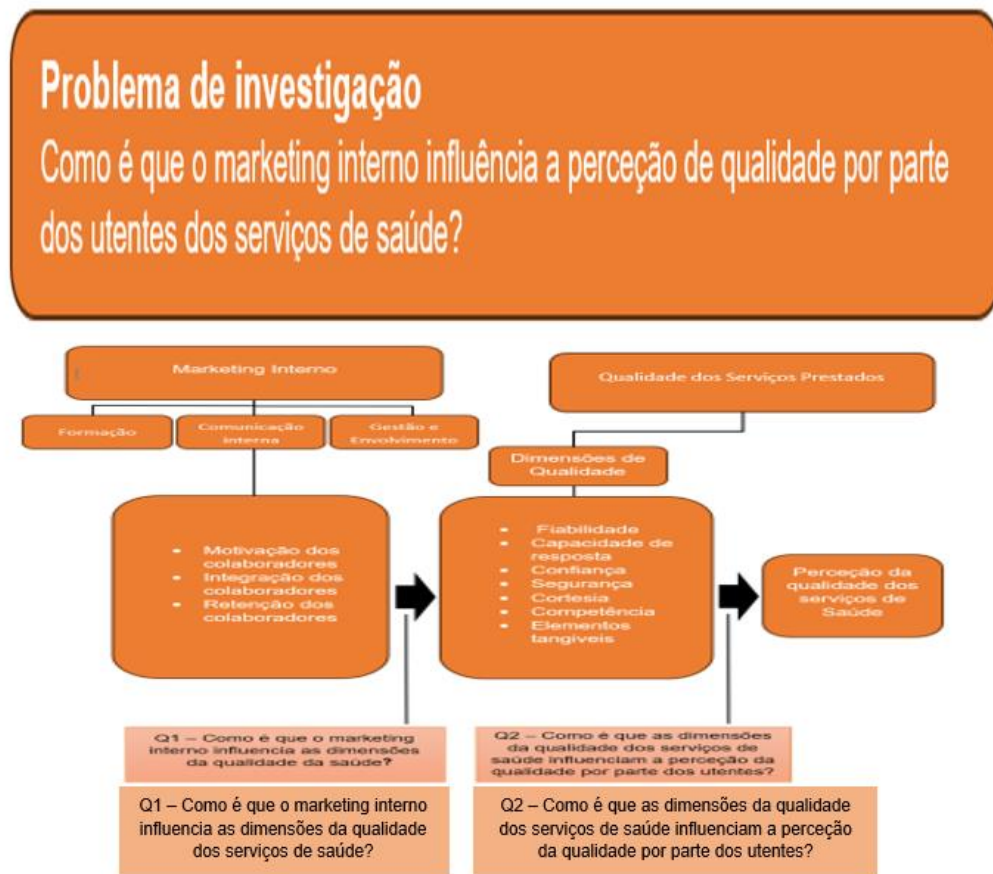 Problema de investigação
Como é que o marketing interno influência a perceção de qualidade por parte
dos utentes dos serviços de saúde?
Marketing Interno
Qualidade dos Serviços Prestados
Formação
Comunicação
interna
Gestão e
Envolvimento
Dimensões de
Qualidade
• Motivação dos
colaboradores
• Integração dos
colaboradores
• Retenção dos
colaboradores
• Fiabilidade
• Capacidade de
resposta
• Confiança
• Segurança
• Cortesia
• Competência
• Elementos
tangíveis
Perceção da
qualidade dos
serviços de
Saúde
Q1 – Como é que o marketing
interno influencia as dimensões
da qualidade da saúde?
Q2 – Como é que as dimensões
da qualidade dos serviços de
saúde influenciam a perceção da
qualidade por parte dos utentes?
Q1 – Como é que o marketing interno
influencia as dimensões da qualidade
dos serviços de saúde?
Q2 – Como é que as dimensões da qualidade
dos serviços de saúde influenciam a perceção
da qualidade por parte dos utentes?